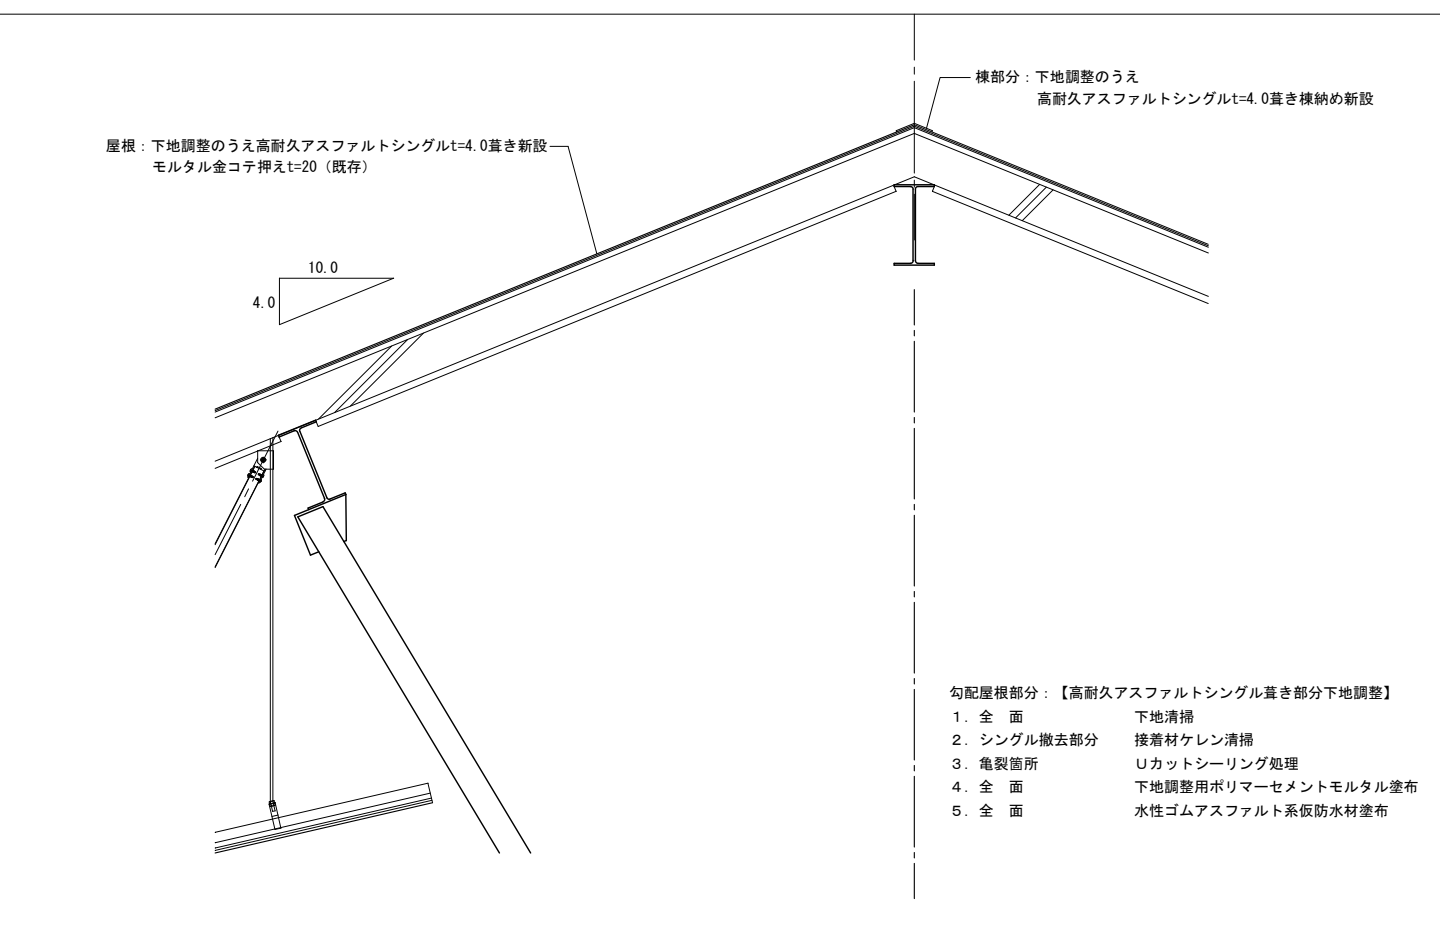 棟部分：下地調整のうえ
高耐久アスファルトシングルt=4.0葺き棟納め新設
屋根：下地調整のうえ高耐久アスファルトシングルt=4.0葺き新設
モルタル金コテ押えt=20（既存）
10.0
4.0
勾配屋根部分：【高耐久アスファルトシングル葺き部分下地調整】
１．全　面　下地清掃
２．シングル撤去部分　接着材ケレン清掃
３．亀裂箇所　Ｕカットシーリング処理
４．全　面　下地調整用ポリマーセメントモルタル塗布
５．全　面　水性ゴムアスファルト系仮防水材塗布